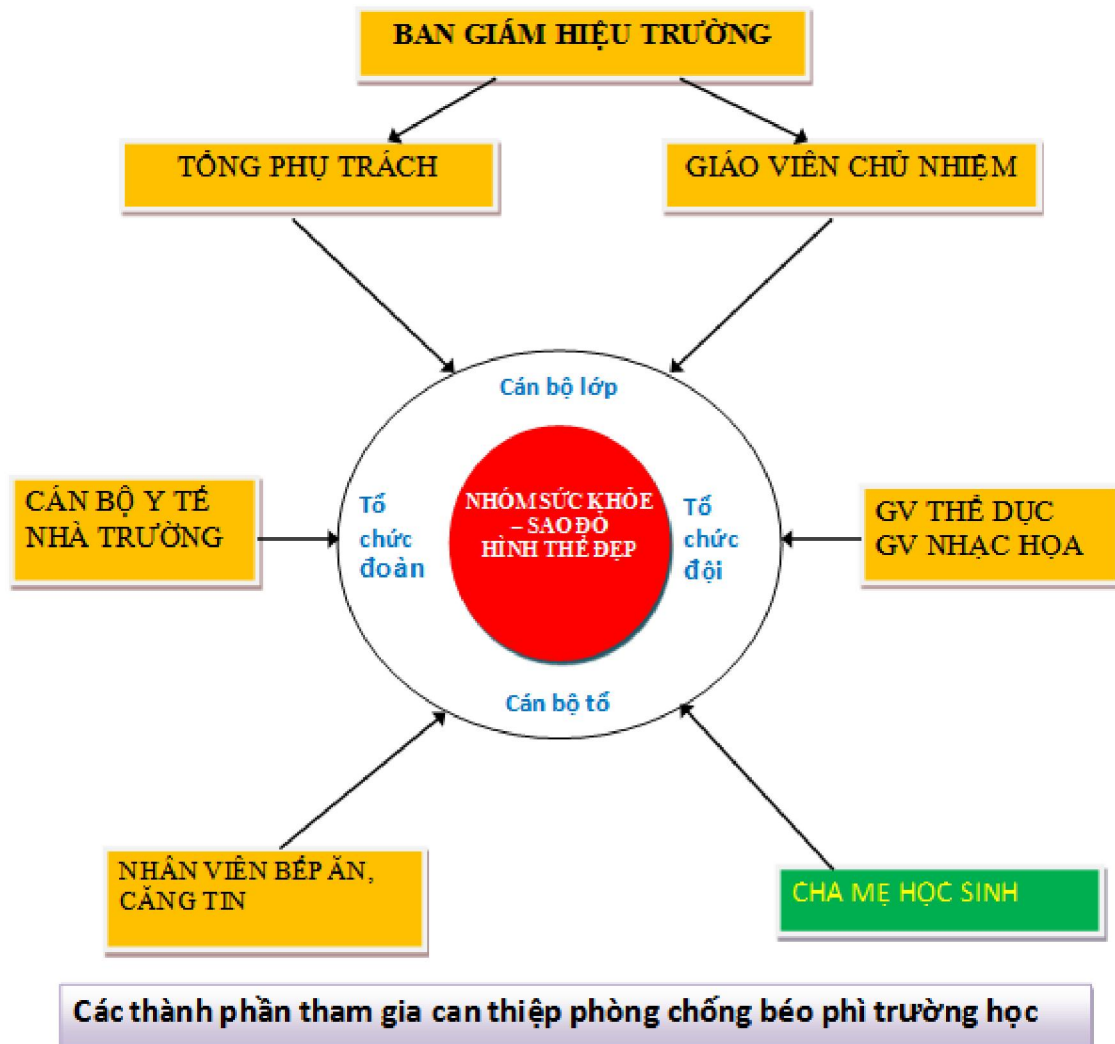 BAN GIÁM HIỆU TRƯỜNG
TỔNG PHỤ TRÁCH
GIÁO VIÊN CHỦ NHIỆM
Cán bộ lớp
CÁN BỘ Y TẾ
NHÀ TRƯỜNG
Tổ
chức
đoàn
NHÓM SỨC KHỎE
– SAO ĐỎ
HÌNH THỂ ĐẸP
Tổ
chức
đội
GV THỂ DỤC
GV NHẠC HỌA
Cán bộ tổ
NHÂN VIÊN BẾP ĂN,
CĂNG TIN
CHA MẸ HỌC SINH
Các thành phần tham gia can thiệp phòng chống béo phì trường học